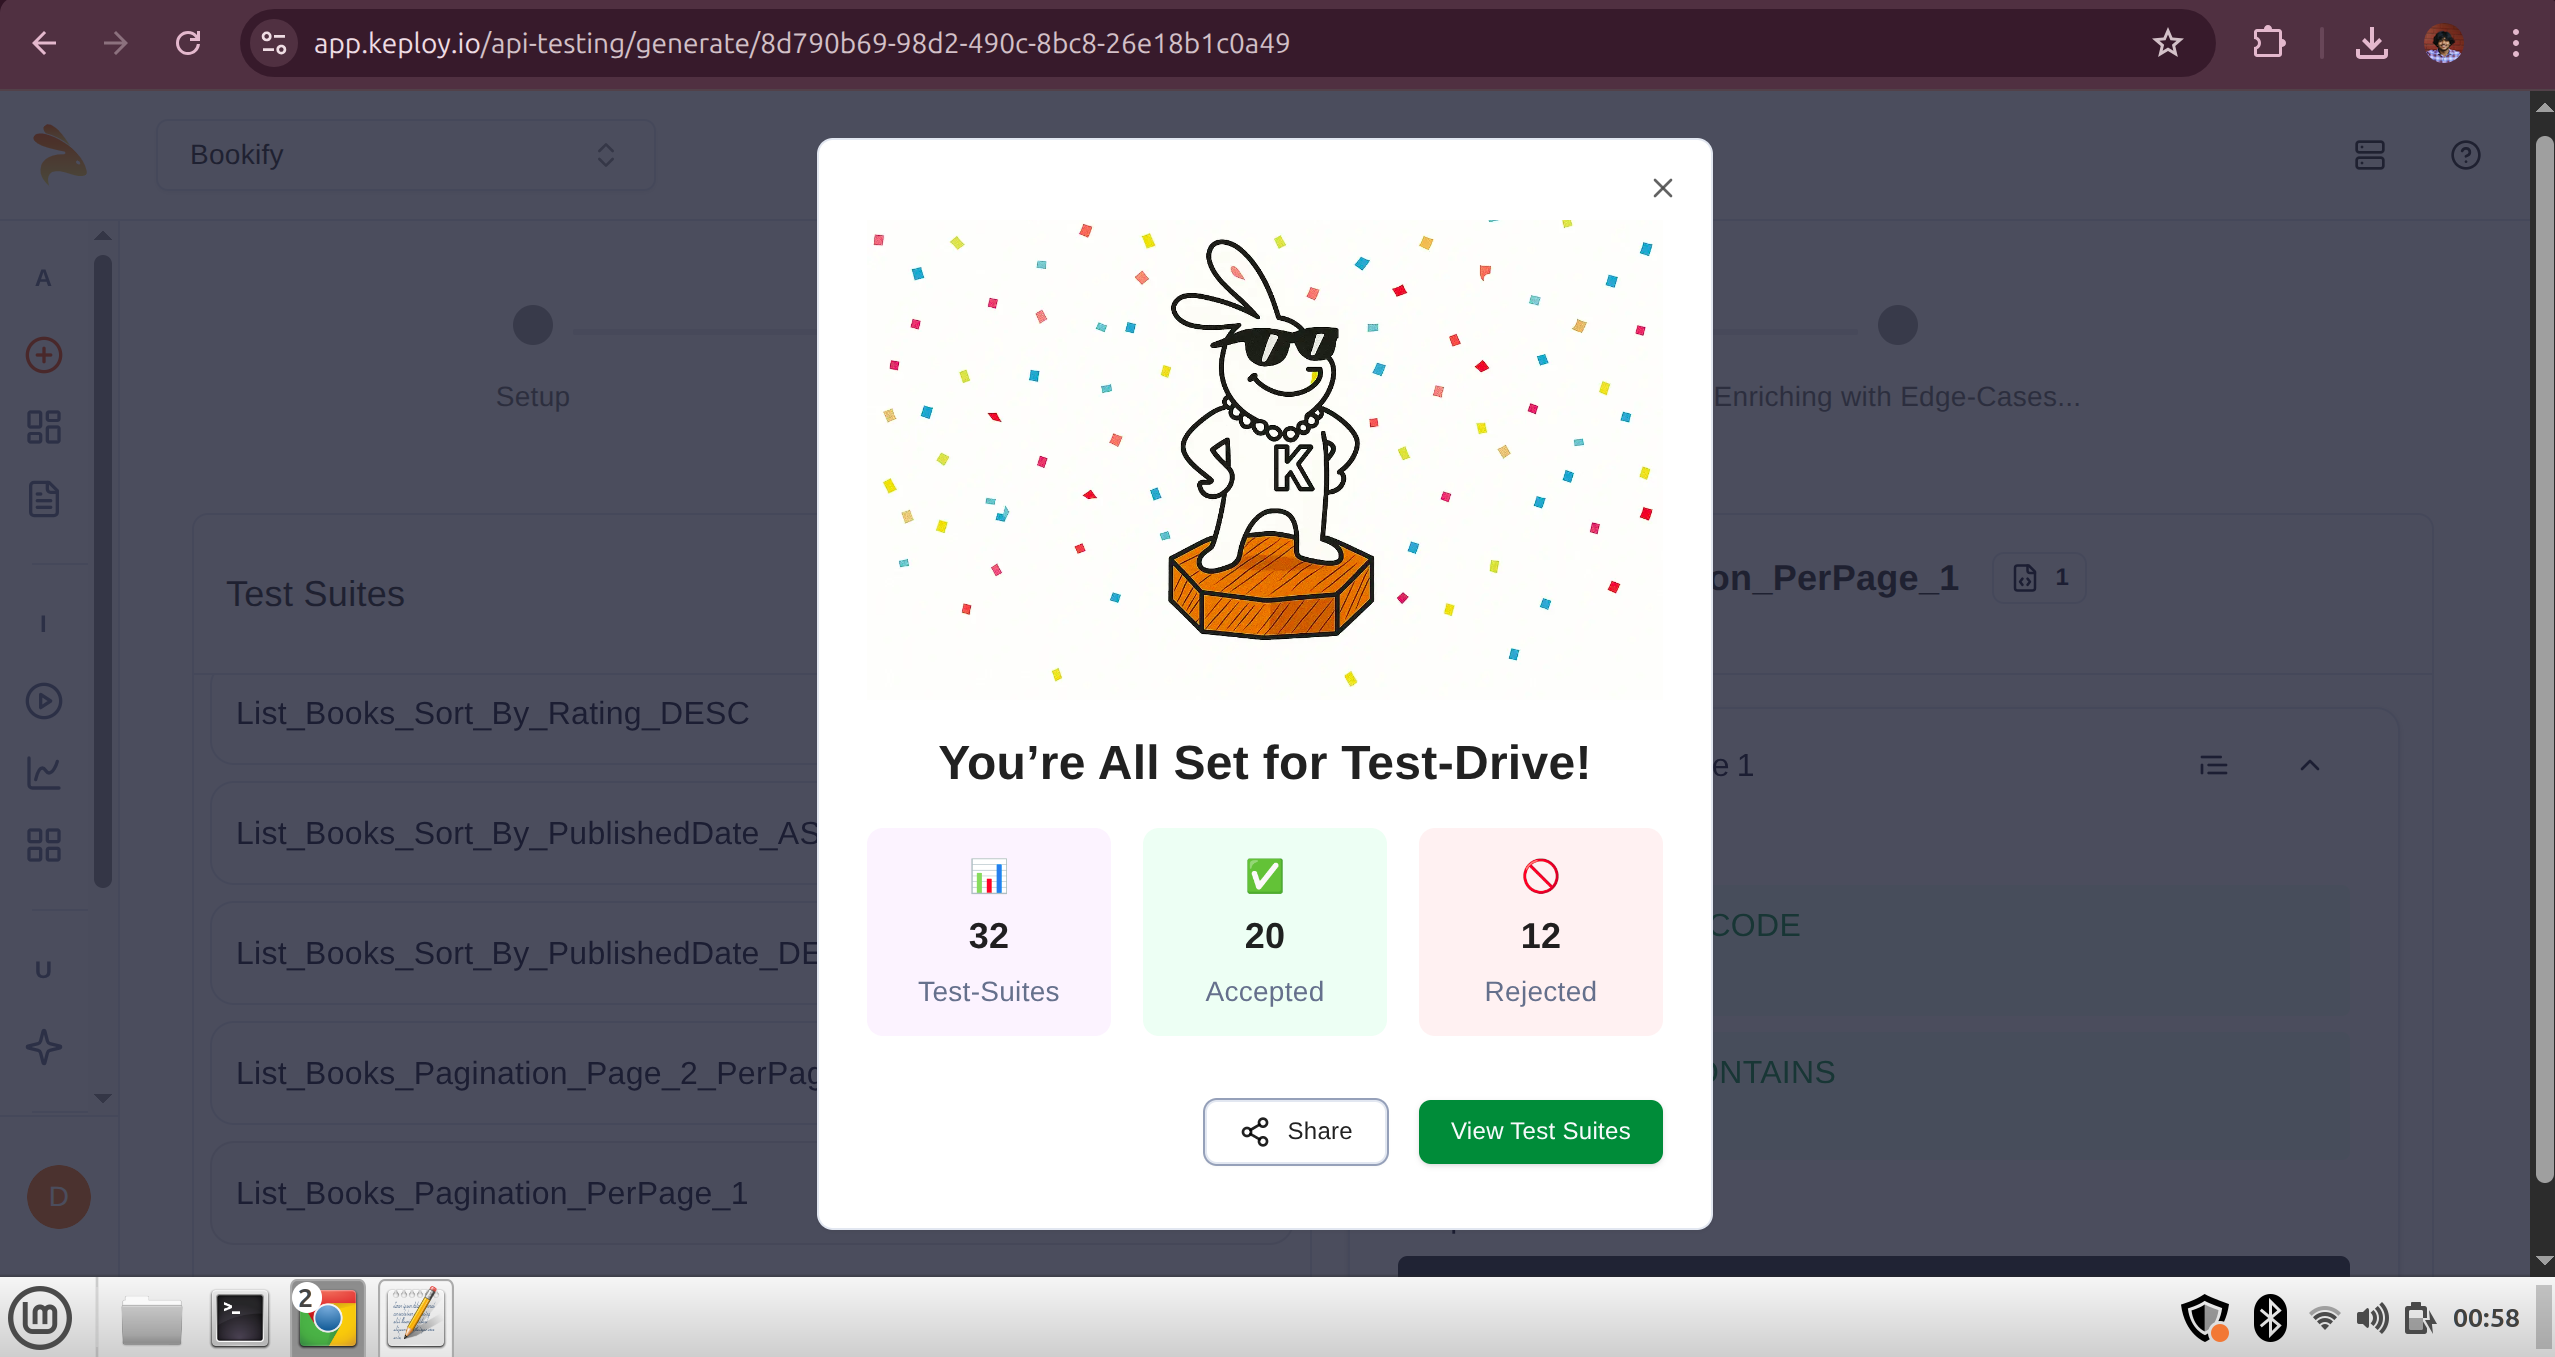 app.keploy.io/api-testing/generate/8d790b69-98d2-490c-8bc8-26e18b1c0a49
Bookify
A
I
U
D
Setup
Enriching with Edge-Cases...
Test Suites
List_Books_Sort_By_Rating_DESC
List_Books_Sort_By_PublishedDate_AS
List_Books_Sort_By_PublishedDate_DE
List_Books_Pagination_Page_2_PerPag
List_Books_Pagination_PerPage_1
on_PerPage_1
1
e 1
CODE
ONTAINS
K
You’re All Set for Test-Drive!
32
Test-Suites
20
Accepted
12
Rejected
Share
View Test Suites
2
00:58